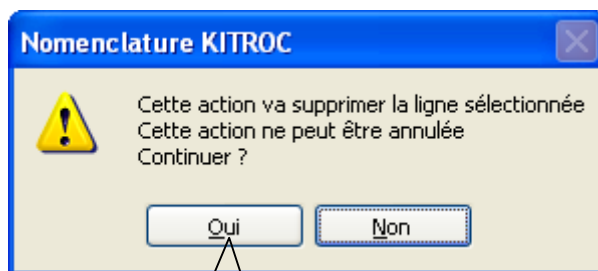 Nomenclature KITROC
Cette action va supprimer la ligne sélectionnée
Cette action ne peut être annulée
Continuer ?
Oui Non